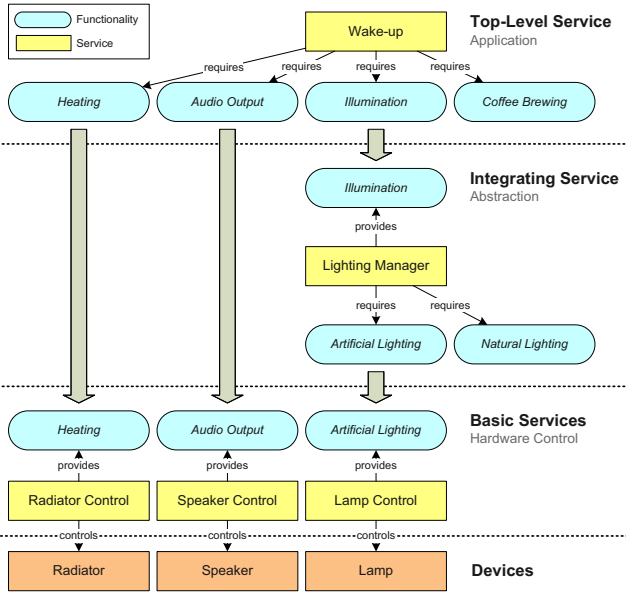 Functionality
Service
Wake-up
Top-Level Service
Application
requires
requires
requires
requires
Heating
Audio Output
Illumination
Coffee Brewing
Illumination
Integrating Service
Abstraction
provides
Lighting Manager
requires
requires
Artificial Lighting
Natural Lighting
Heating
Audio Output
Artificial Lighting
Basic Services
Hardware Control
provides
provides
provides
Radiator Control
Speaker Control
Lamp Control
controls
controls
controls
Radiator
Speaker
Lamp
Devices